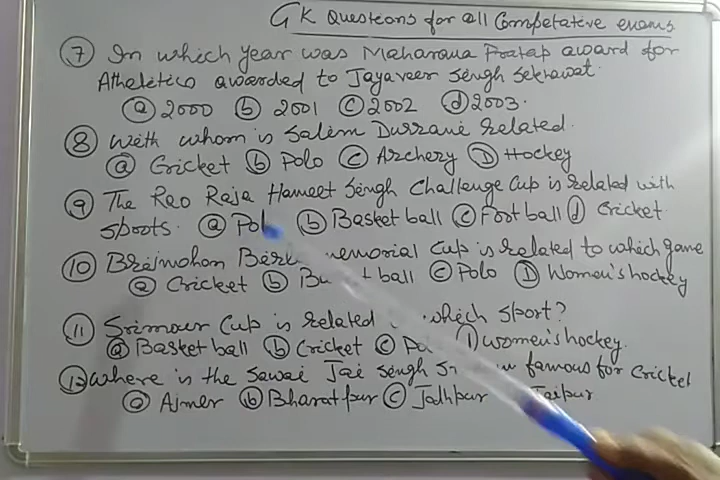 GK Questions for all Competative exams
7 In which year was Maharana Pratap award for
Atheletics awarded to Jayaveer Singh Sekhawat.
a 2000 b 2001 c 2002 d 2003.
8 With whom is Salim Durrani related.
a Cricket b Polo c Archery D Hockey
9 The Rao Raja Hameet Singh Challenge Cup is related with
sports. a Polo b Basket ball c Foot ball d Cricket
10 Brijmohan memorial Cup is related to which game
a Cricket b ball c Polo D Women's hockey
11 Sirmour Cup is related which sport?
a Basket ball b Cricket c D women's hockey.
12 Where is the Sawai Jai Singh famous for Cricket
a Ajmer b Bharatpur c Jodhpur Jaipur